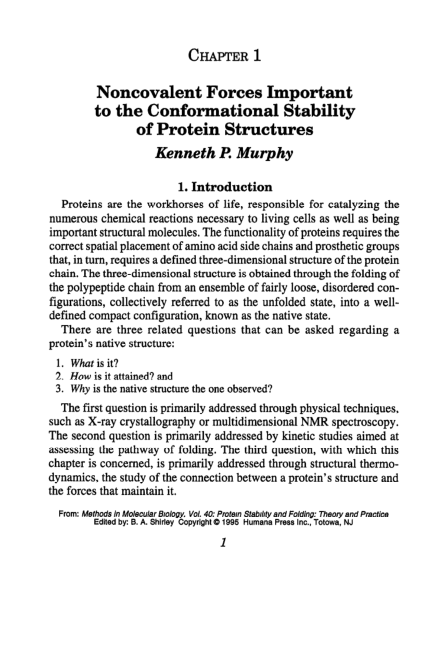 CHAPTER 1
Noncovalent Forces Important
to the Conformational Stability
of Protein Structures
Kenneth P. Murphy
1. Introduction
Proteins are the workhorses of life, responsible for catalyzing the
numerous chemical reactions necessary to living cells as well as being
important structural molecules. The functionality of proteins requires the
correct spatial placement of amino acid side chains and prosthetic groups
that, in turn, requires a defined three-dimensional structure of the protein
chain. The three-dimensional structure is obtained through the folding of
the polypeptide chain from an ensemble of fairly loose, disordered con-
figurations, collectively referred to as the unfolded state, into a well-
defined compact configuration, known as the native state.
There are three related questions that can be asked regarding a
protein's native structure:
1. What is it?
2. How is it attained? and
3. Why is the native structure the one observed?
The first question is primarily addressed through physical techniques,
such as X-ray crystallography or multidimensional NMR spectroscopy.
The second question is primarily addressed by kinetic studies aimed at
assessing the pathway of folding. The third question, with which this
chapter is concerned, is primarily addressed through structural thermo-
dynamics, the study of the connection between a protein's structure and
the forces that maintain it.
From: Methods in Molecular Biology, Vol. 40: Protein Stability and Folding: Theory and Practice
Edited by: B. A. Shirley Copyright © 1995 Humana Press Inc., Totowa, NJ
1